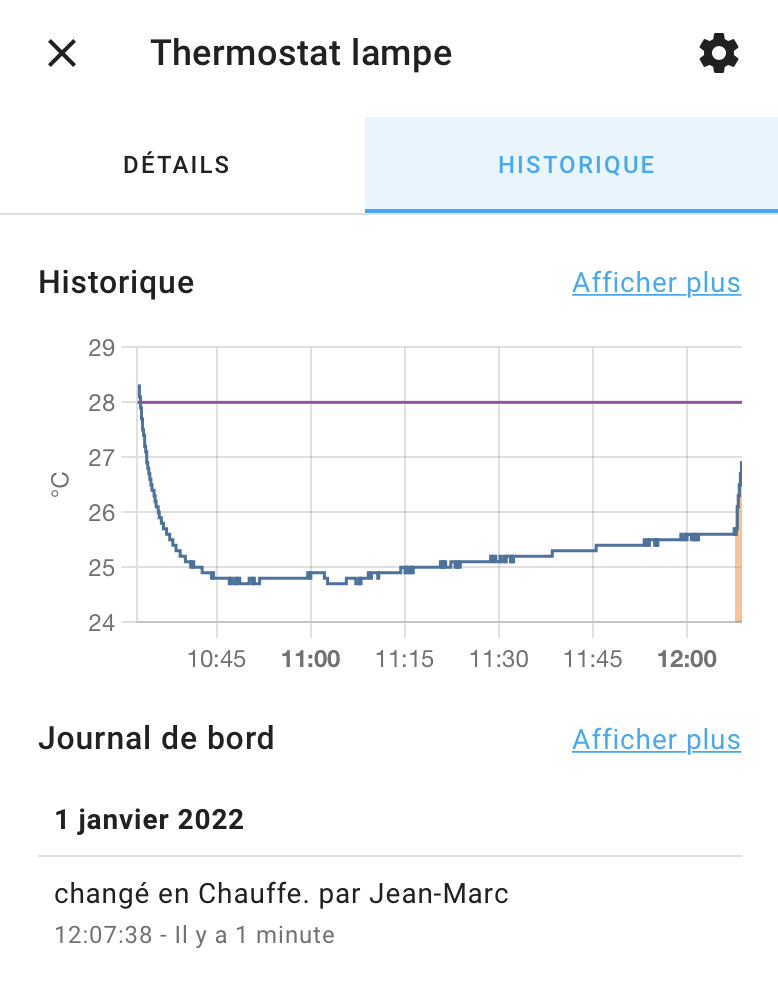 Thermostat lampe
DÉTAILS
HISTORIQUE
Historique
Afficher plus
29
28
27
26
25
24
°C
10:45
11:00
11:15
11:30
11:45
12:00
Journal de bord
Afficher plus
1 janvier 2022
changé en Chauffe. par Jean-Marc
12:07:38 - Il y a 1 minute